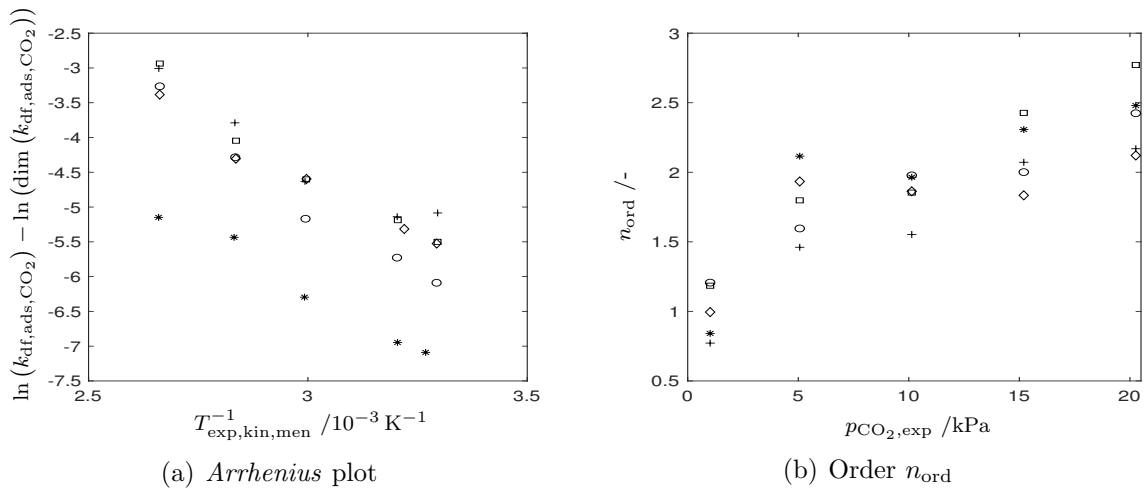 ln (k_df,ads,CO₂) − ln (dim (k_df,ads,CO₂))
-2.5
-3
-3.5
-4
-4.5
-5
-5.5
-6
-6.5
-7
-7.5
2.5 3 3.5
T⁻¹_exp,kin,men /10⁻³ K⁻¹
(a) Arrhenius plot
n_ord /-
3
2.5
2
1.5
1
0.5
0 5 10 15 20
p_CO₂,exp /kPa
(b) Order n_ord